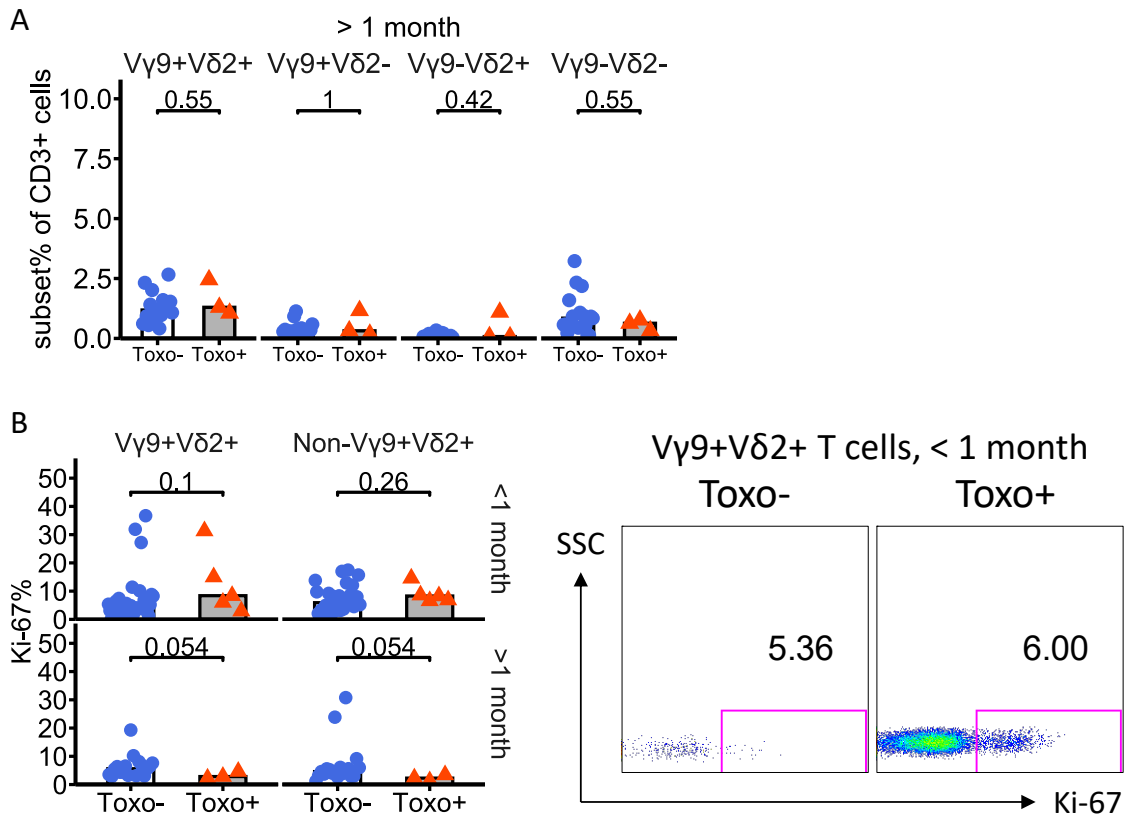 A
> 1 month
Vγ9+Vδ2+ Vγ9+Vδ2- Vγ9-Vδ2+ Vγ9-Vδ2-
0.55 1 0.42 0.55
subset% of CD3+ cells
10.0
7.5
5.0
2.5
0.0
Toxo- Toxo+ Toxo- Toxo+ Toxo- Toxo+ Toxo- Toxo+
B
Vγ9+Vδ2+ Non-Vγ9+Vδ2+
Ki-67%
0.1 0.26
50
40
30
20
10
0
<1 month
0.054 0.054
50
40
30
20
10
0
>1 month
Toxo- Toxo+ Toxo- Toxo+
Vγ9+Vδ2+ T cells, < 1 month
Toxo- Toxo+
SSC
5.36 6.00
Ki-67